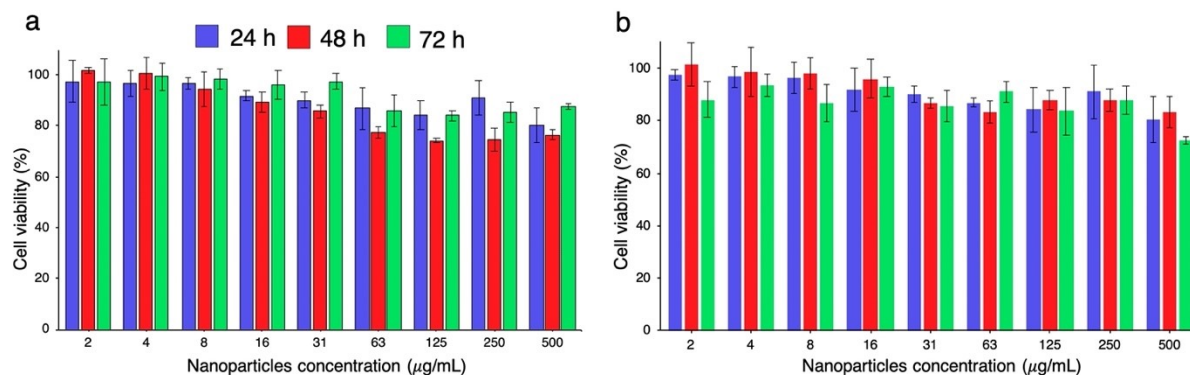 a
24 h 48 h 72 h
100
80
60
40
20
0
Cell viability (%)
2 4 8 16 31 63 125 250 500
Nanoparticles concentration (μg/mL)
b
100
80
60
40
20
0
Cell viability (%)
2 4 8 16 31 63 125 250 500
Nanoparticles concentration (μg/mL)